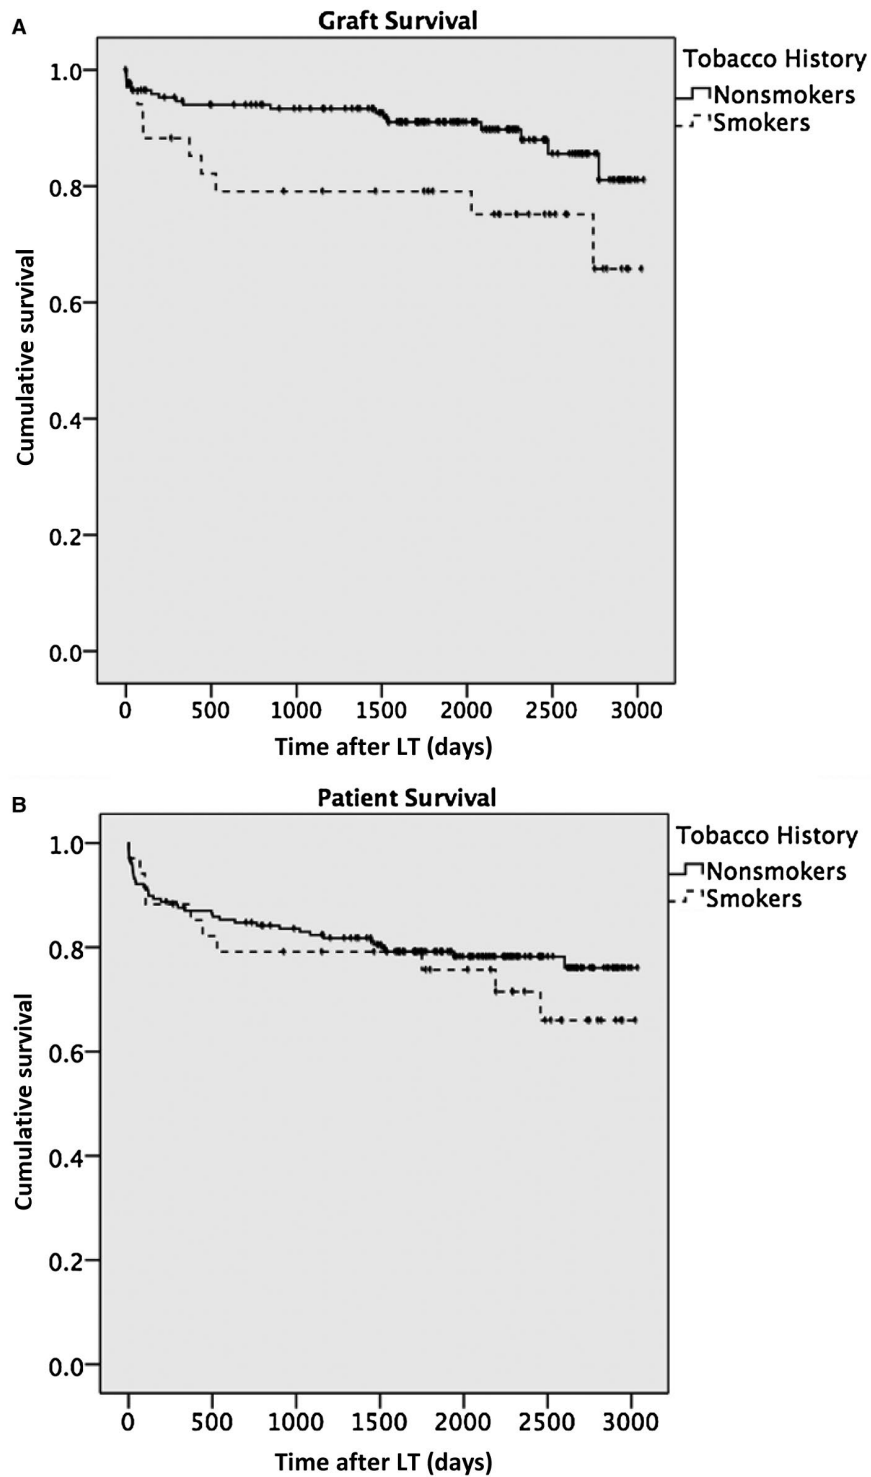 A
Graft Survival
Tobacco History
Nonsmokers
Smokers
1.0
0.8
0.6
0.4
0.2
0.0
Cumulative survival
0 500 1000 1500 2000 2500 3000
Time after LT (days)
B
Patient Survival
Tobacco History
Nonsmokers
Smokers
1.0
0.8
0.6
0.4
0.2
0.0
Cumulative survival
0 500 1000 1500 2000 2500 3000
Time after LT (days)